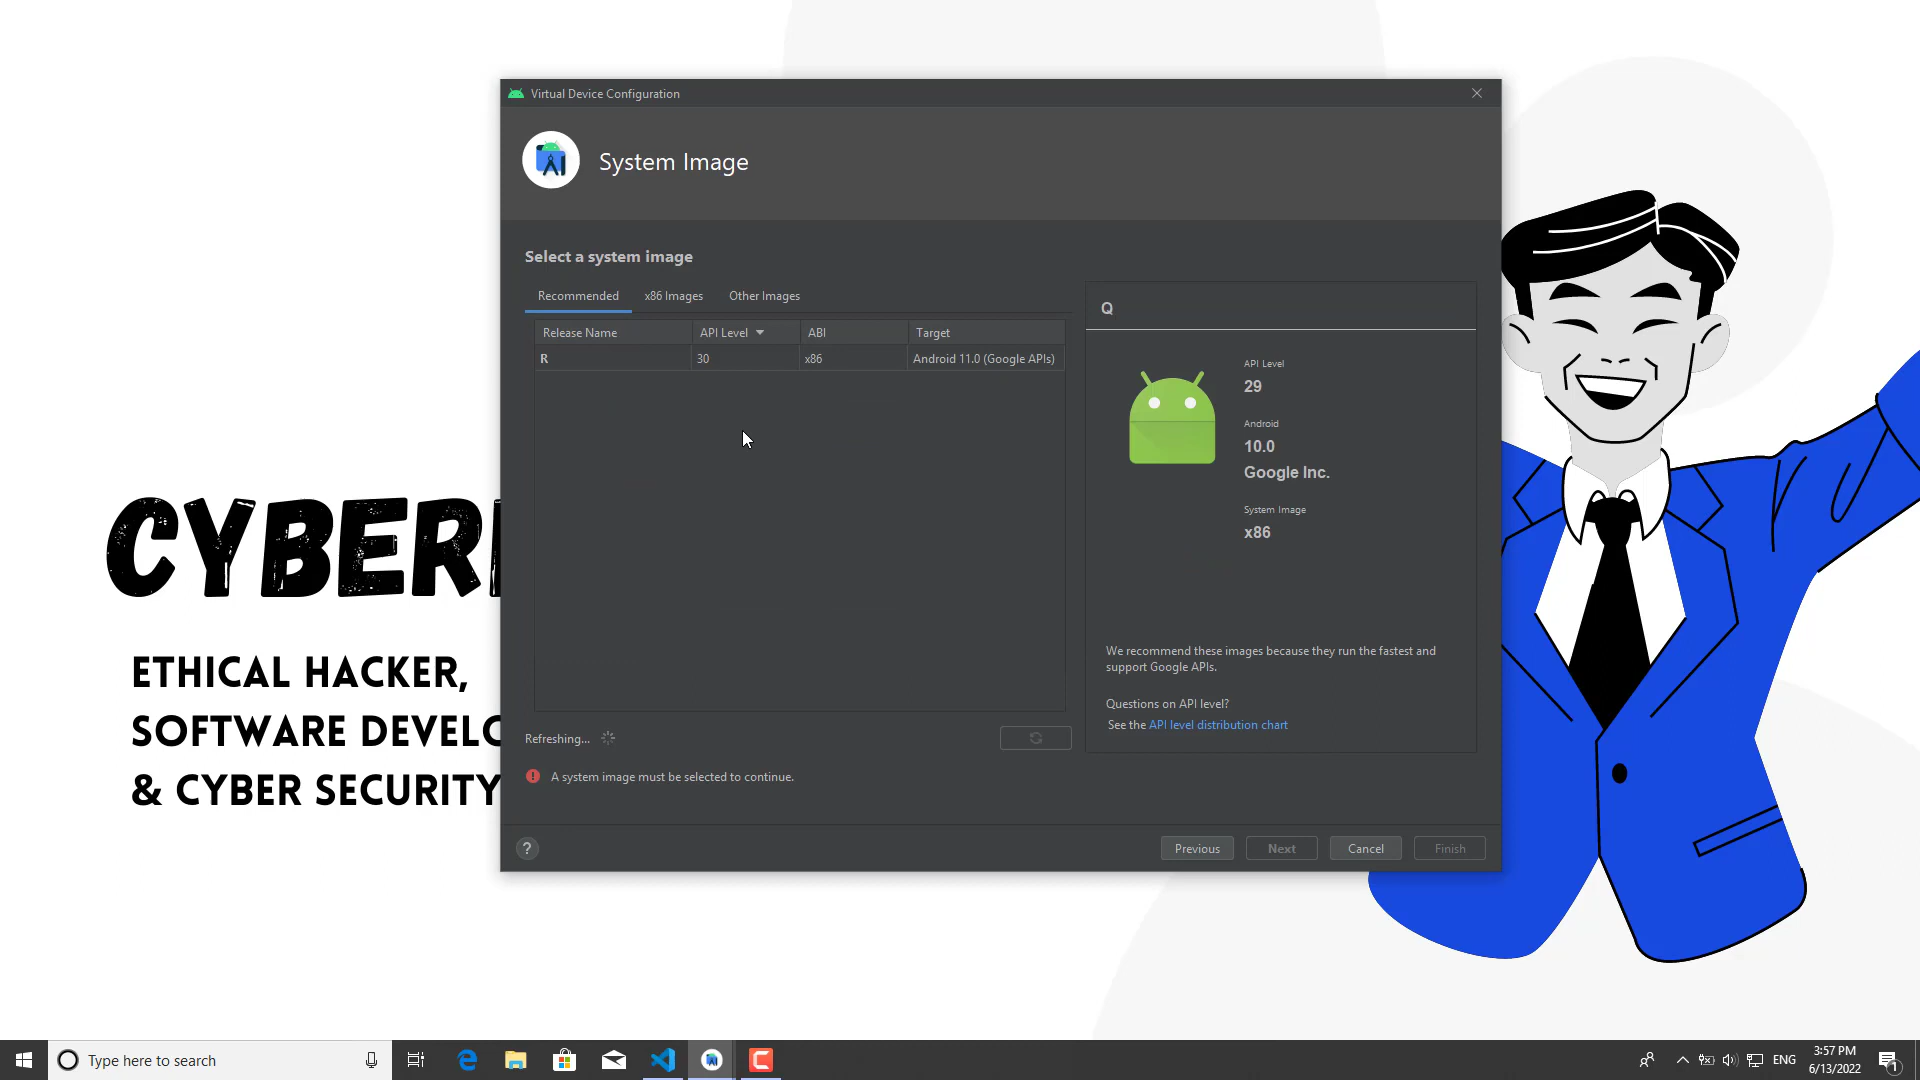 Virtual Device Configuration
System Image
Select a system image
Recommended x86 Images Other Images
Release Name API Level ABI Target
R 30 x86 Android 11.0 (Google APIs)
Refreshing...
A system image must be selected to continue.
Q
API Level
29
Android
10.0
Google Inc.
System Image
x86
We recommend these images because they run the fastest and
support Google APIs.
Questions on API level?
See the API level distribution chart
? Previous Next Cancel Finish
CYBER
ETHICAL HACKER,
SOFTWARE DEVELO
& CYBER SECURITY
Type here to search
ENG
3:57 PM
6/13/2022
1